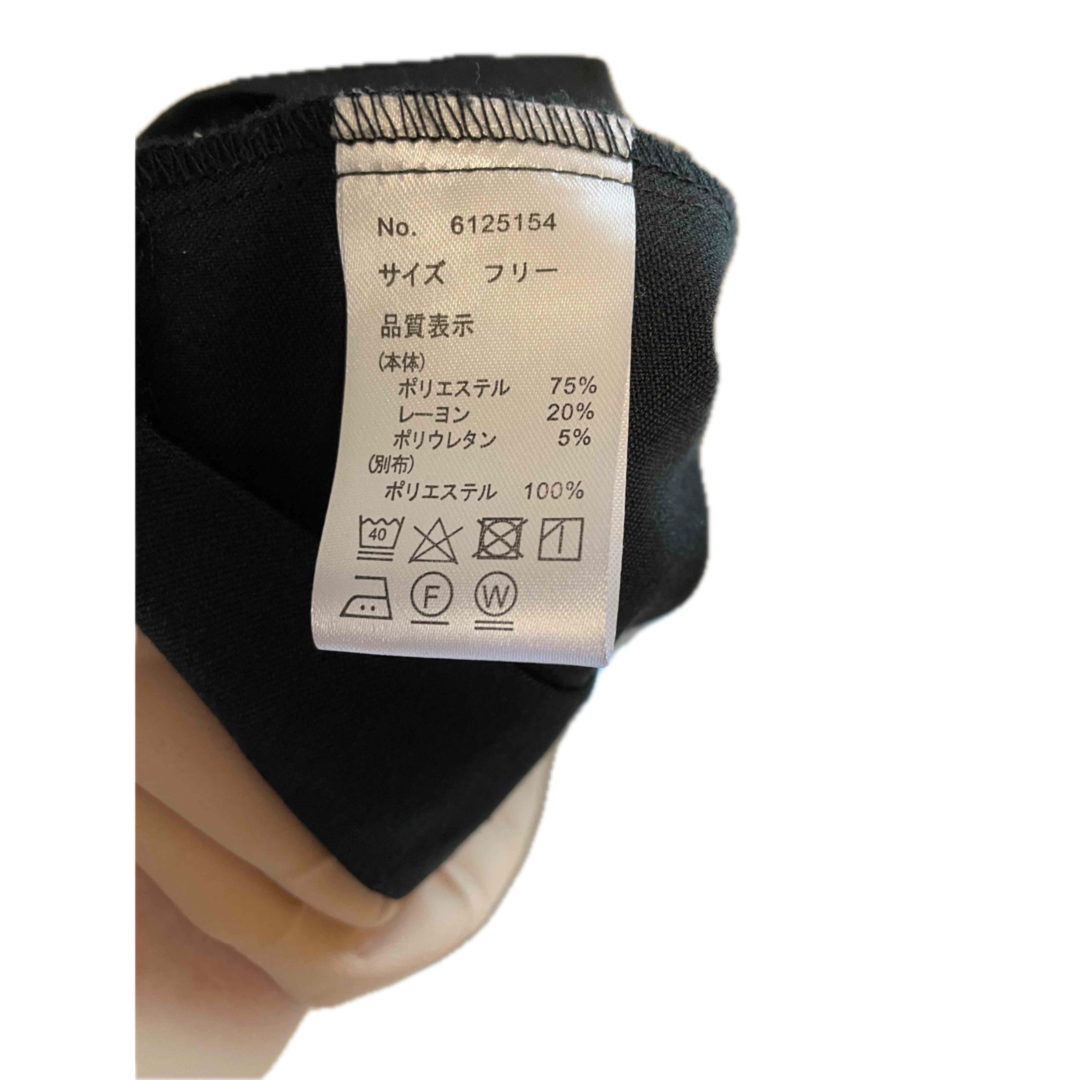 No. 6125154
サイズ フリー
品質表示
(本体)
ポリエステル 75%
レーヨン 20%
ポリウレタン 5%
(別布)
ポリエステル 100%
40
F W